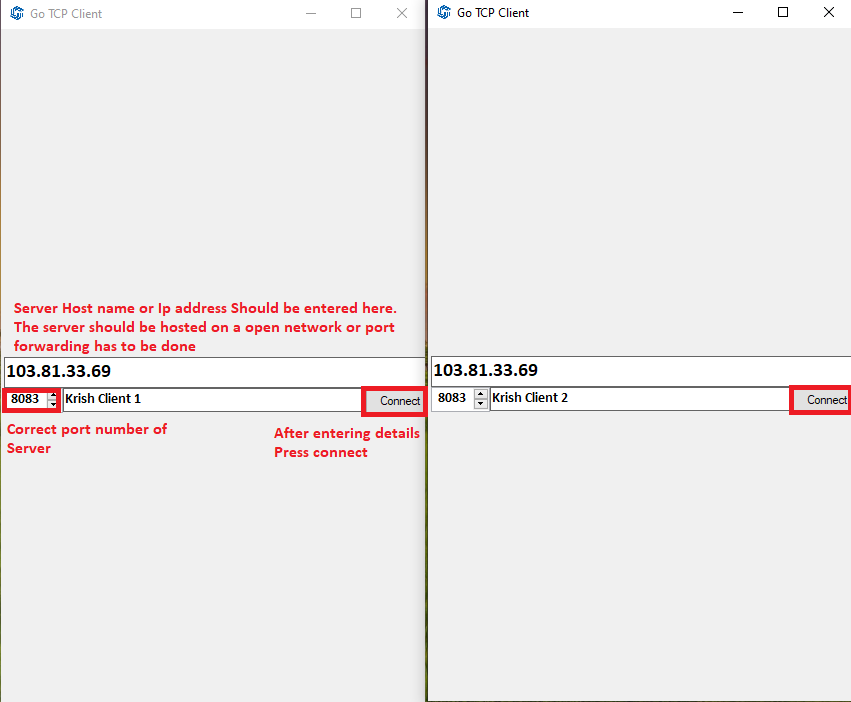 Go TCP Client
Server Host name or Ip address Should be entered here.
The server should be hosted on a open network or port
forwarding has to be done
103.81.33.69
8083 Krish Client 1 Connect
Correct port number of
Server
After entering details
Press connect
Go TCP Client
103.81.33.69
8083 Krish Client 2 Connect